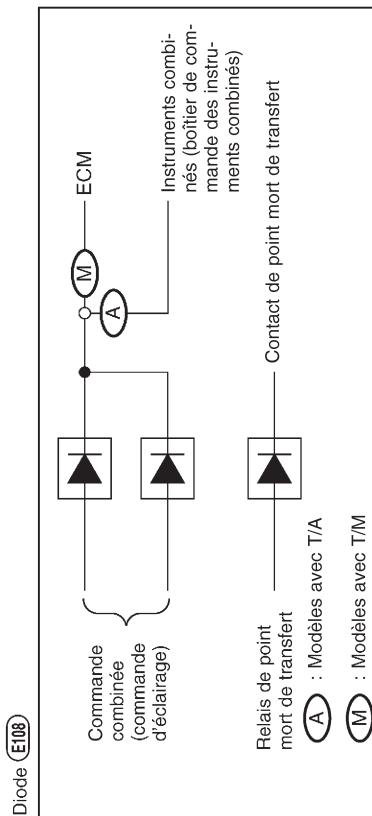 Diode E108
ECM
M
A
Instruments combi-
nés (boîtier de com-
mande des instru-
ments combinés)
Commande
combinée
(commande
d'éclairage)
Contact de point mort de transfert
Relais de point
mort de transfert
A : Modèles avec T/A
M : Modèles avec T/M